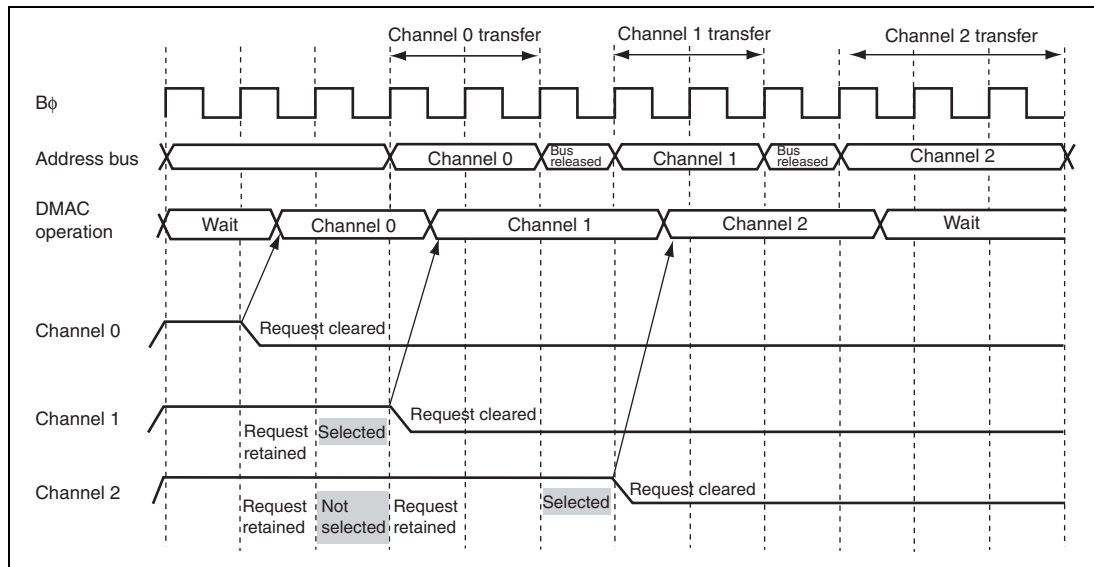 Channel 0 transfer Channel 1 transfer Channel 2 transfer
Bϕ
Address bus
Channel 0
Bus
released
Channel 1
Bus
released
Channel 2
DMAC
operation
Wait
Channel 0
Channel 1
Channel 2
Wait
Channel 0
Request cleared
Channel 1
Request cleared
Request
retained
Selected
Channel 2
Request cleared
Request
retained
Not
selected
Request
retained
Selected